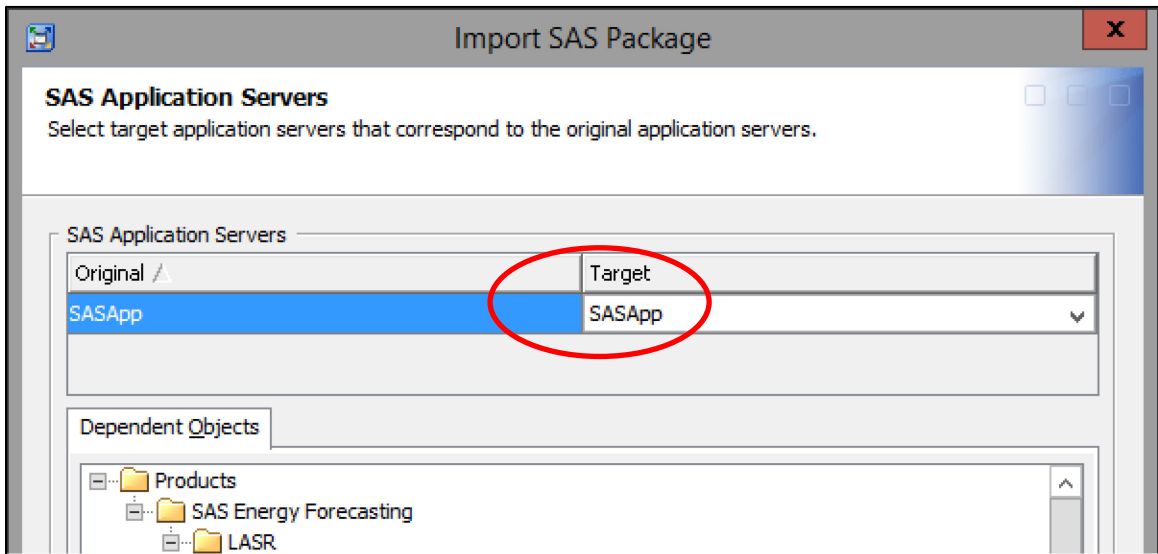 Import SAS Package
x
SAS Application Servers
Select target application servers that correspond to the original application servers.
SAS Application Servers
Original Target
SASApp SASApp
Dependent Objects
Products
SAS Energy Forecasting
LASR